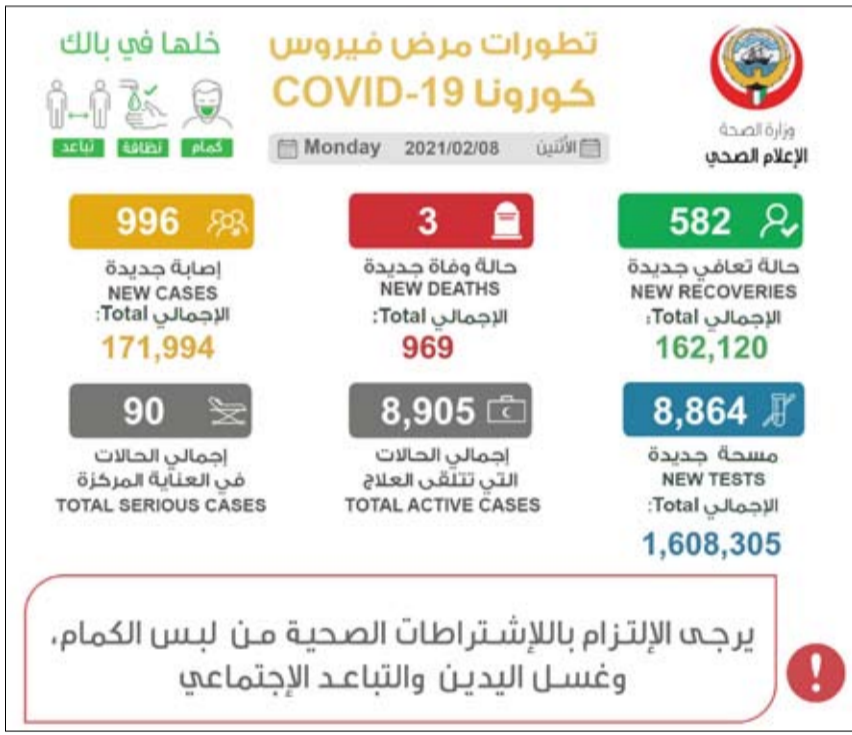 وزارة الصحة
الإعلام الصحي
تطورات مرض فيروس
كورونا COVID-19
الأثنين 2021/02/08 Monday
خلها في بالك
كمام نظافة تباعد
582
حالة تعافي جديدة
NEW RECOVERIES
الإجمالي Total:
162,120
3
حالة وفاة جديدة
NEW DEATHS
الإجمالي Total:
969
996
إصابة جديدة
NEW CASES
الإجمالي Total:
171,994
8,864
مسحة جديدة
NEW TESTS
الإجمالي Total:
1,608,305
8,905
إجمالي الحالات
التي تتلقى العلاج
TOTAL ACTIVE CASES
90
إجمالي الحالات
في العناية المركزة
TOTAL SERIOUS CASES
يرجى الإلتزام باللإشتراطات الصحية من لبس الكمام،
وغسل اليدين والتباعد الإجتماعي
!